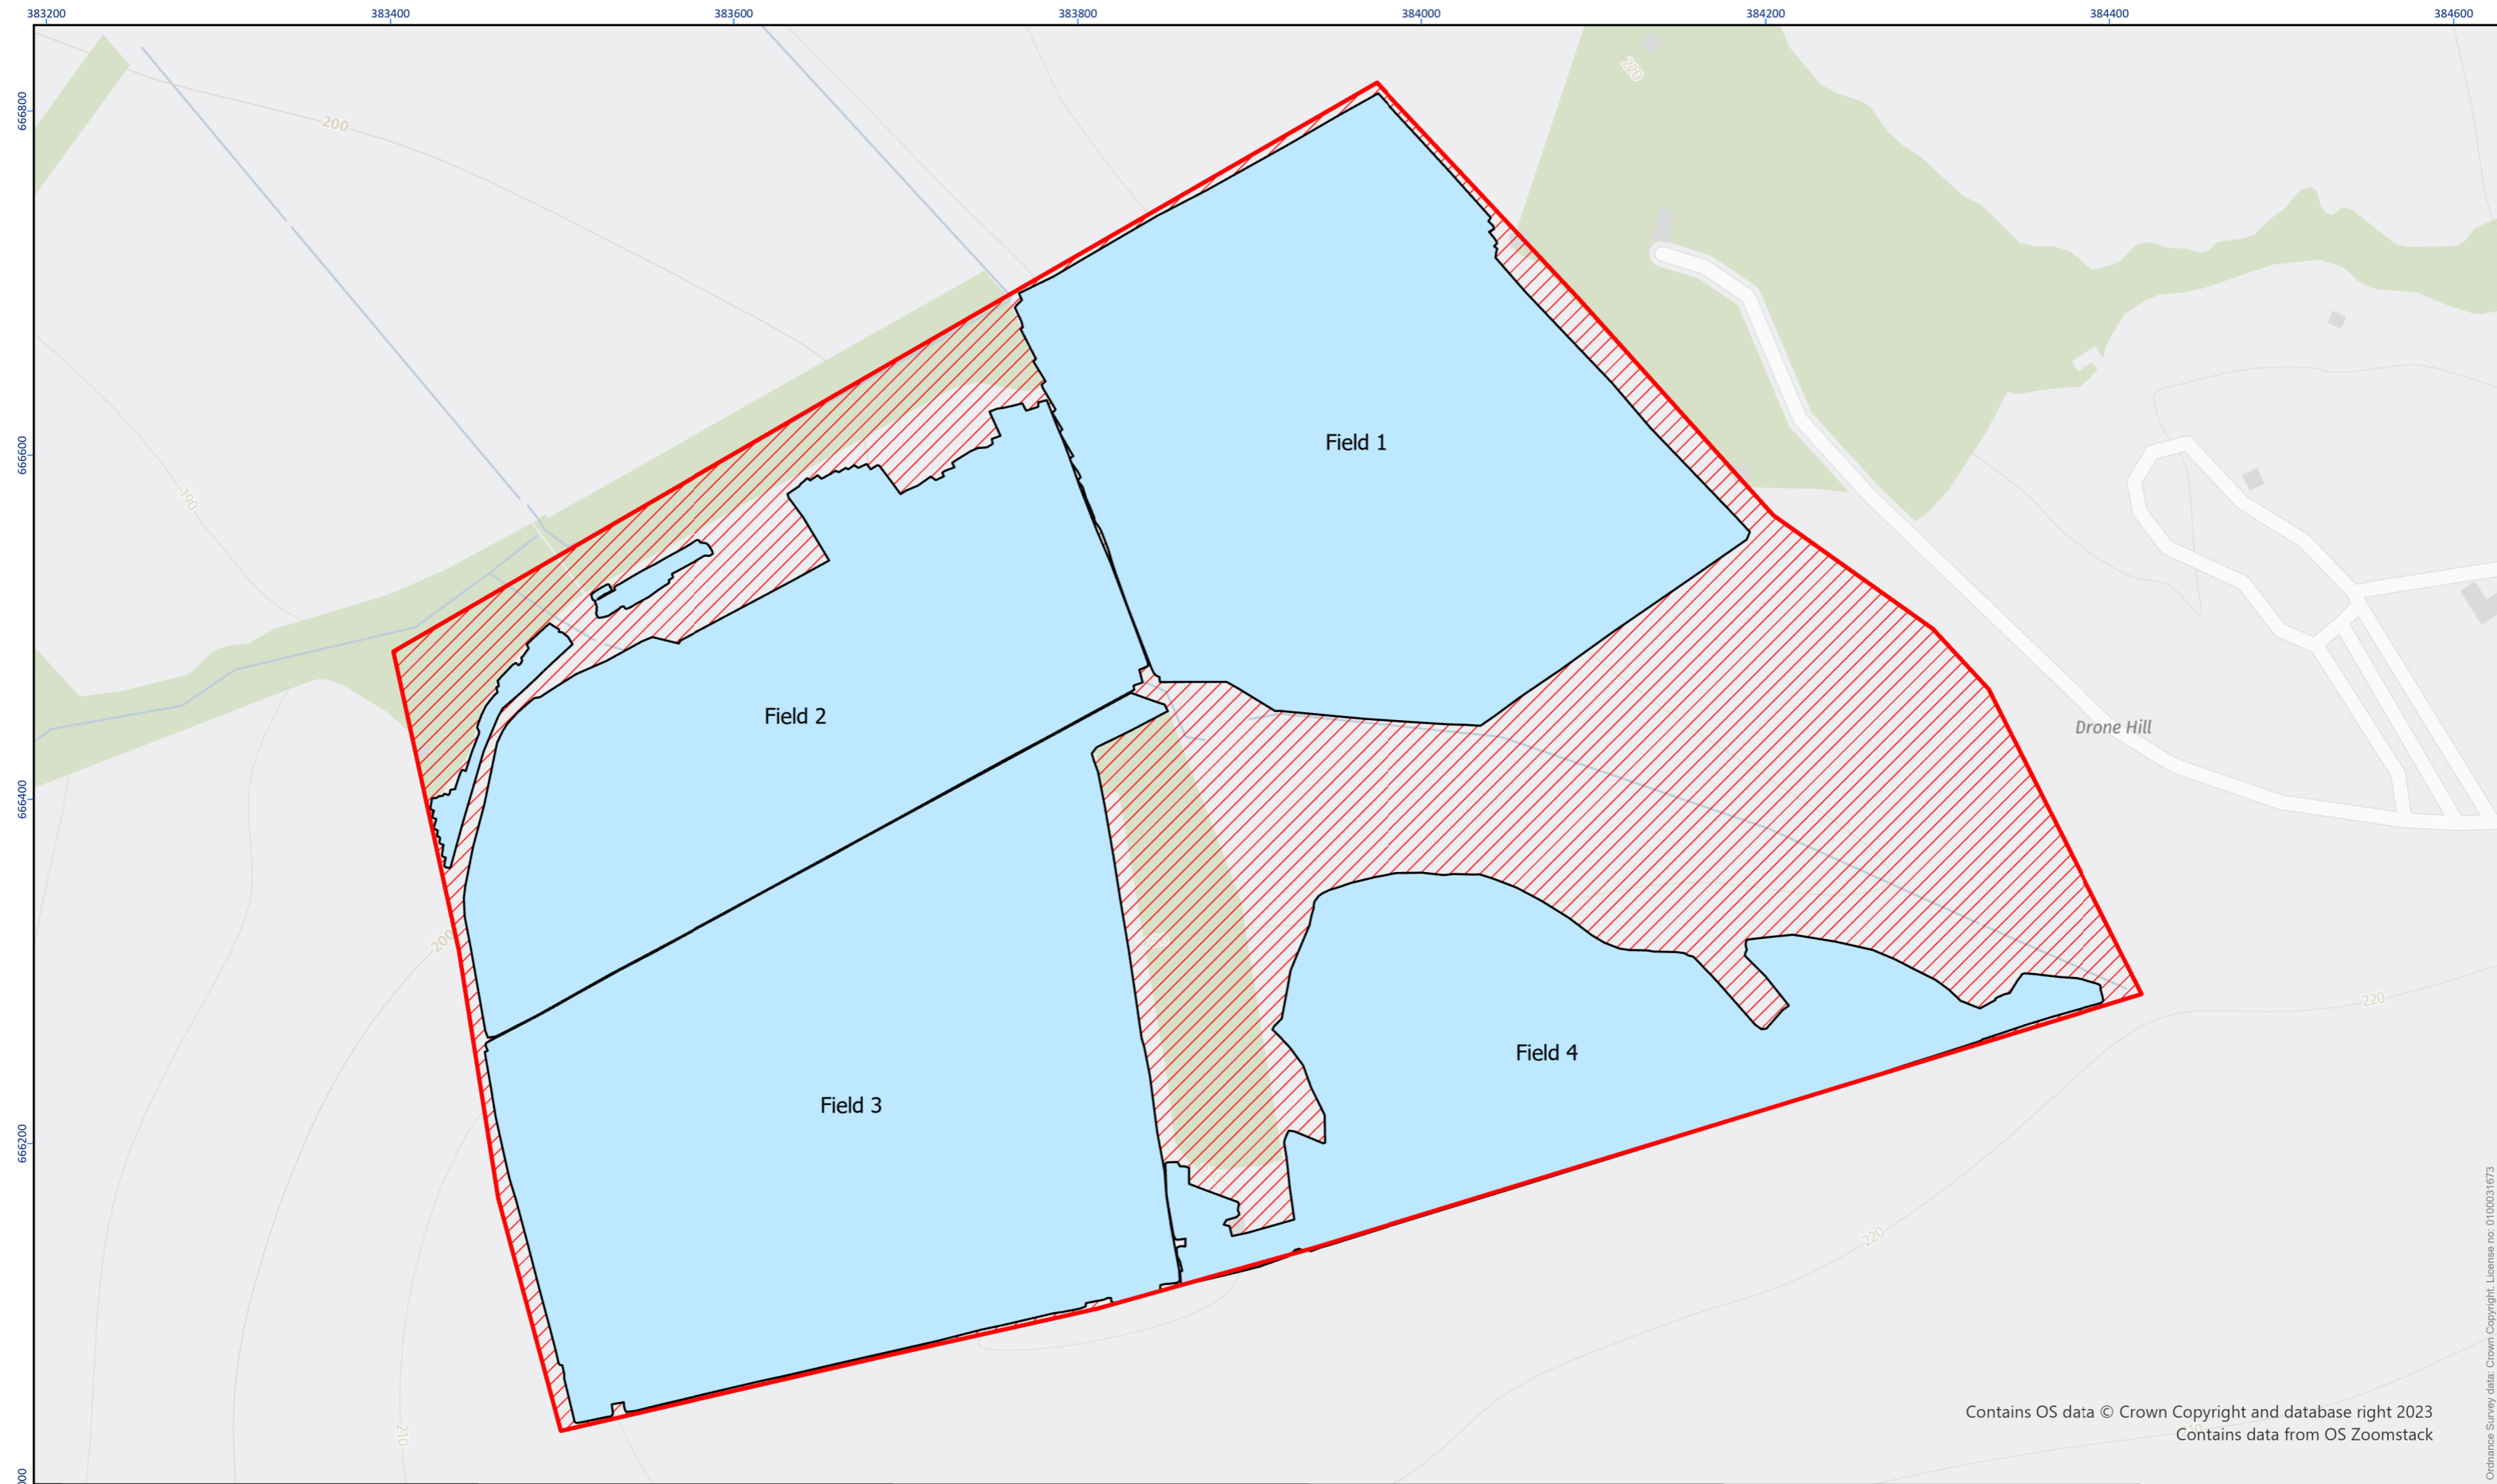 383200
383400
383600
383800
384000
384200
384400
384600
666800
220
200
666600
Field 1
190
Field 2
Drone Hill
666400
200
220
Field 4
Field 3
666200
220
210
Contains OS data © Crown Copyright and database right 2023
Contains data from OS Zoomstack
Ordnance Survey data: Crown Copyright. License no: 0100031673